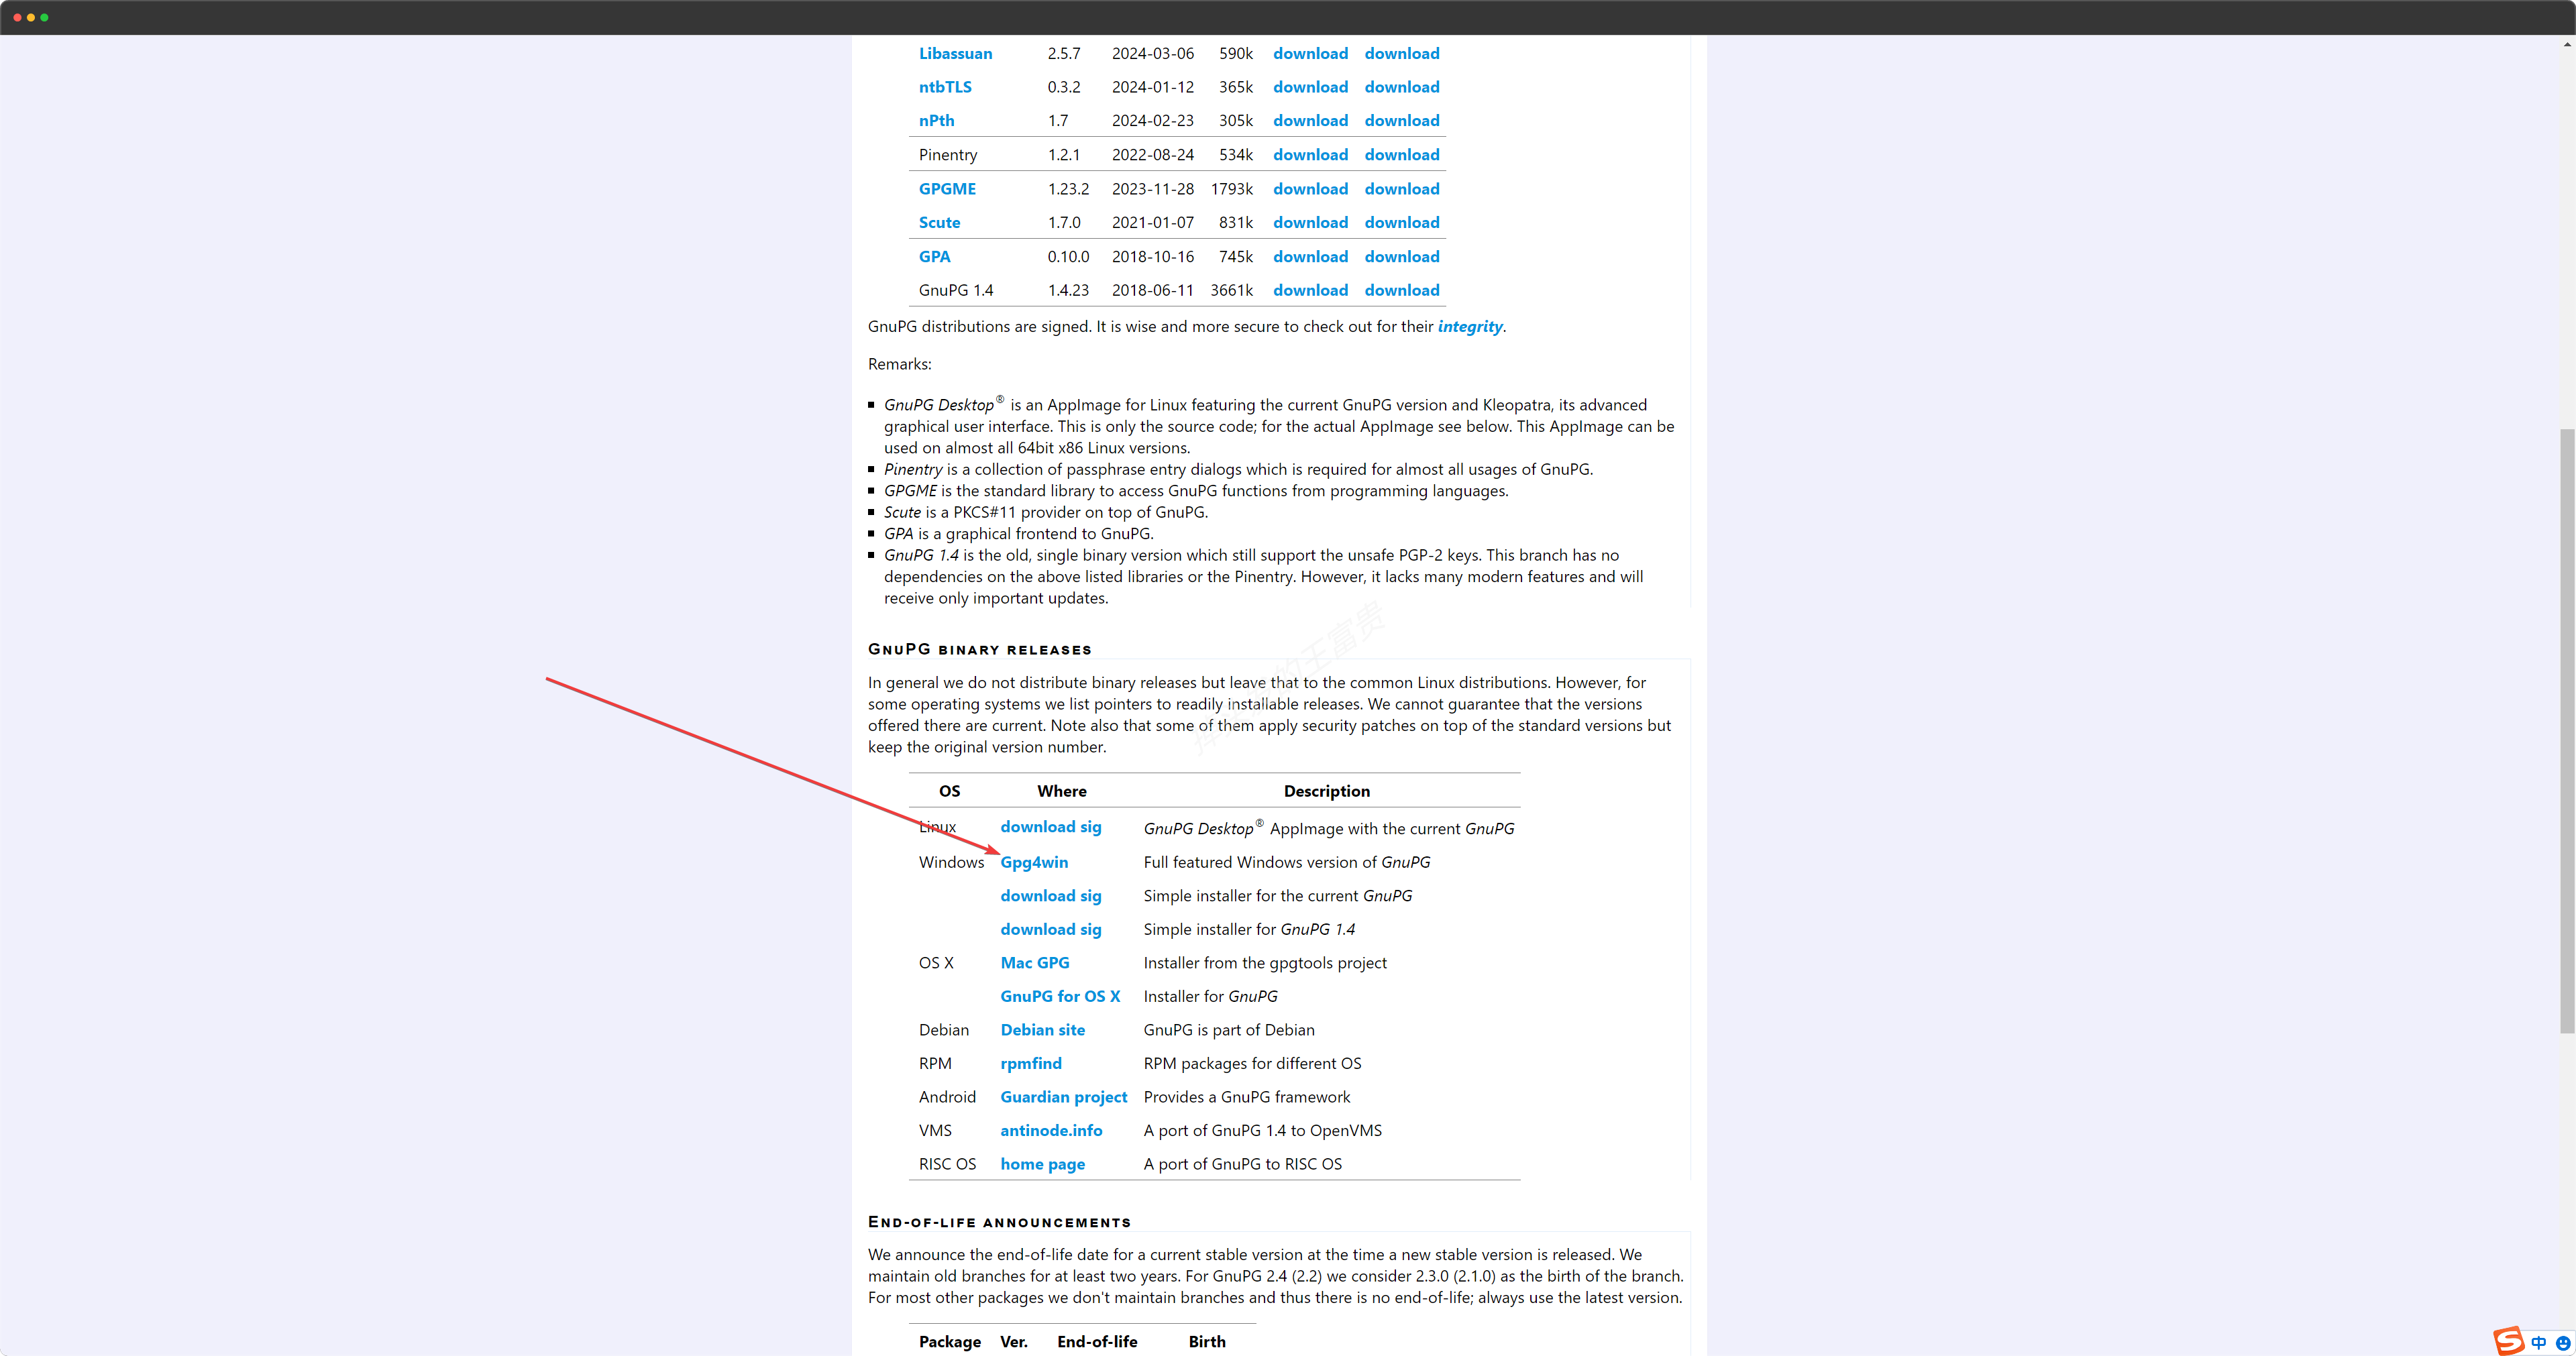 Libassuan 2.5.7 2024-03-06 590k download download
ntbTLS 0.3.2 2024-01-12 365k download download
nPth 1.7 2024-02-23 305k download download
Pinentry 1.2.1 2022-08-24 534k download download
GPGME 1.23.2 2023-11-28 1793k download download
Scute 1.7.0 2021-01-07 831k download download
GPA 0.10.0 2018-10-16 745k download download
GnuPG 1.4 1.4.23 2018-06-11 3661k download download
GnuPG distributions are signed. It is wise and more secure to check out for their integrity.
Remarks:
GnuPG Desktop® is an AppImage for Linux featuring the current GnuPG version and Kleopatra, its advanced
graphical user interface. This is only the source code; for the actual AppImage see below. This AppImage can be
used on almost all 64bit x86 Linux versions.
Pinentry is a collection of passphrase entry dialogs which is required for almost all usages of GnuPG.
GPGME is the standard library to access GnuPG functions from programming languages.
Scute is a PKCS#11 provider on top of GnuPG.
GPA is a graphical frontend to GnuPG.
GnuPG 1.4 is the old, single binary version which still support the unsafe PGP-2 keys. This branch has no
dependencies on the above listed libraries or the Pinentry. However, it lacks many modern features and will
receive only important updates.
GnuPG binary releases
In general we do not distribute binary releases but leave that to the common Linux distributions. However, for
some operating systems we list pointers to readily installable releases. We cannot guarantee that the versions
offered there are current. Note also that some of them apply security patches on top of the standard versions but
keep the original version number.
OS Where Description
Linux download sig GnuPG Desktop® AppImage with the current GnuPG
Windows Gpg4win Full featured Windows version of GnuPG
download sig Simple installer for the current GnuPG
download sig Simple installer for GnuPG 1.4
OS X Mac GPG Installer from the gpgtools project
GnuPG for OS X Installer for GnuPG
Debian Debian site GnuPG is part of Debian
RPM rpmfind RPM packages for different OS
Android Guardian project Provides a GnuPG framework
VMS antinode.info A port of GnuPG 1.4 to OpenVMS
RISC OS home page A port of GnuPG to RISC OS
End-of-life announcements
We announce the end-of-life date for a current stable version at the time a new stable version is released. We
maintain old branches for at least two years. For GnuPG 2.4 (2.2) we consider 2.3.0 (2.1.0) as the birth of the branch.
For most other packages we don't maintain branches and thus there is no end-of-life; always use the latest version.
Package Ver. End-of-life Birth
S 中